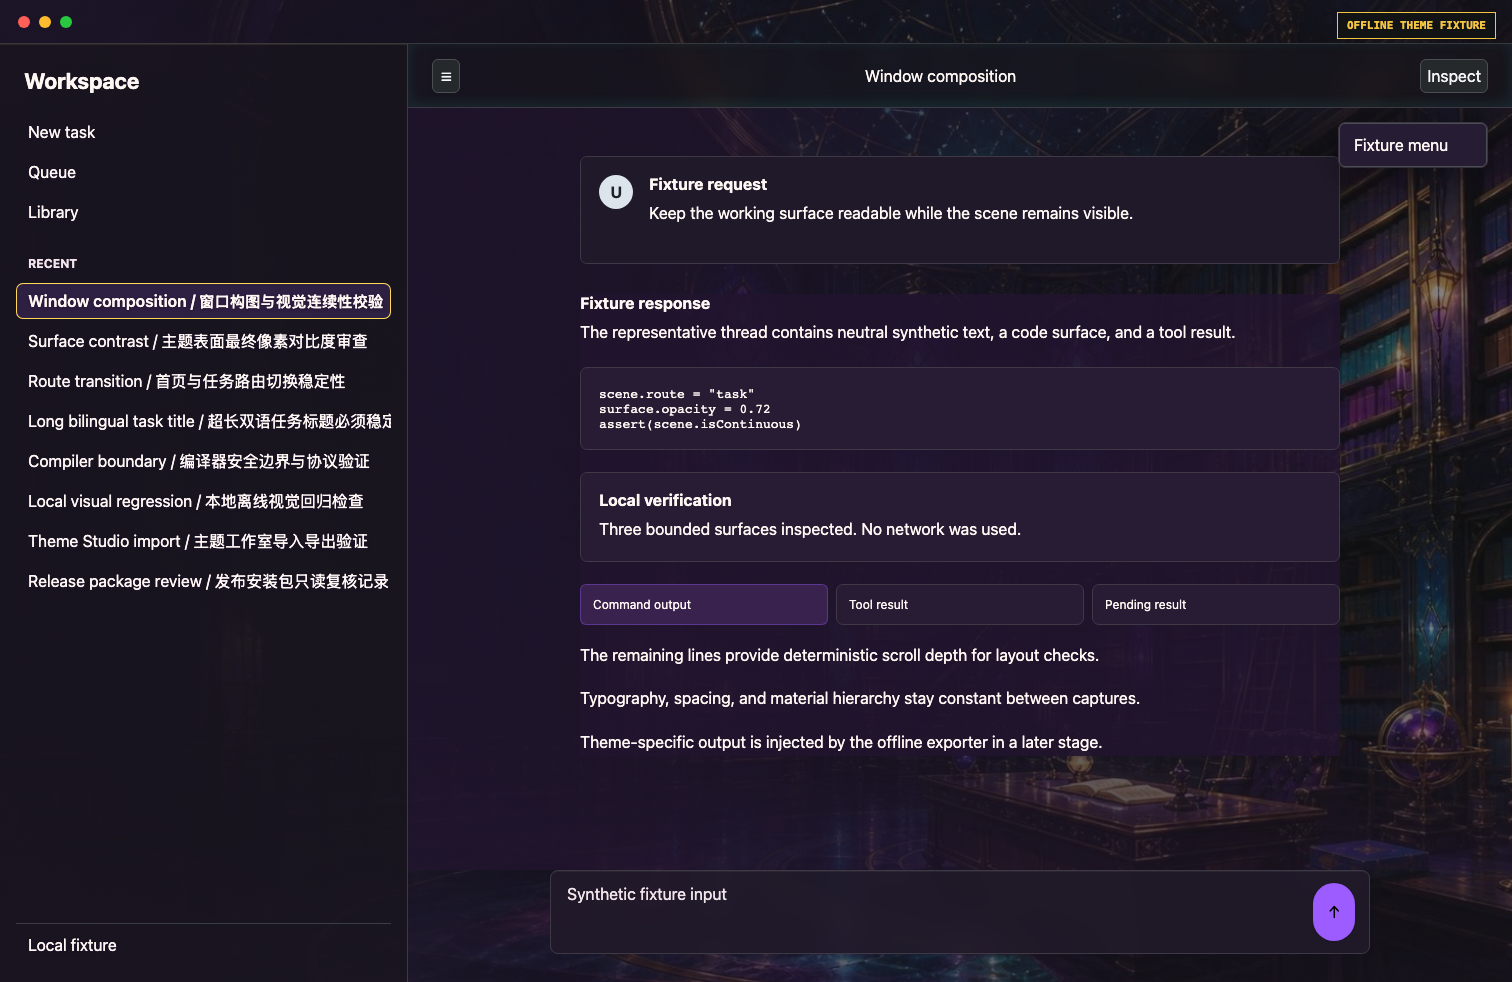 OFFLINE THEME FIXTURE
Workspace
New task
Queue
Library
RECENT
Window composition / 窗口构图与视觉连续性校验
Surface contrast / 主题表面最终像素对比度审查
Route transition / 首页与任务路由切换稳定性
Long bilingual task title / 超长双语任务标题必须稳定
Compiler boundary / 编译器安全边界与协议验证
Local visual regression / 本地离线视觉回归检查
Theme Studio import / 主题工作室导入导出验证
Release package review / 发布安装包只读复核记录
Local fixture
Window composition
Inspect
Fixture menu
U
Fixture request
Keep the working surface readable while the scene remains visible.
Fixture response
The representative thread contains neutral synthetic text, a code surface, and a tool result.
scene.route = "task"
surface.opacity = 0.72
assert(scene.isContinuous)
Local verification
Three bounded surfaces inspected. No network was used.
Command output
Tool result
Pending result
The remaining lines provide deterministic scroll depth for layout checks.
Typography, spacing, and material hierarchy stay constant between captures.
Theme-specific output is injected by the offline exporter in a later stage.
Synthetic fixture input